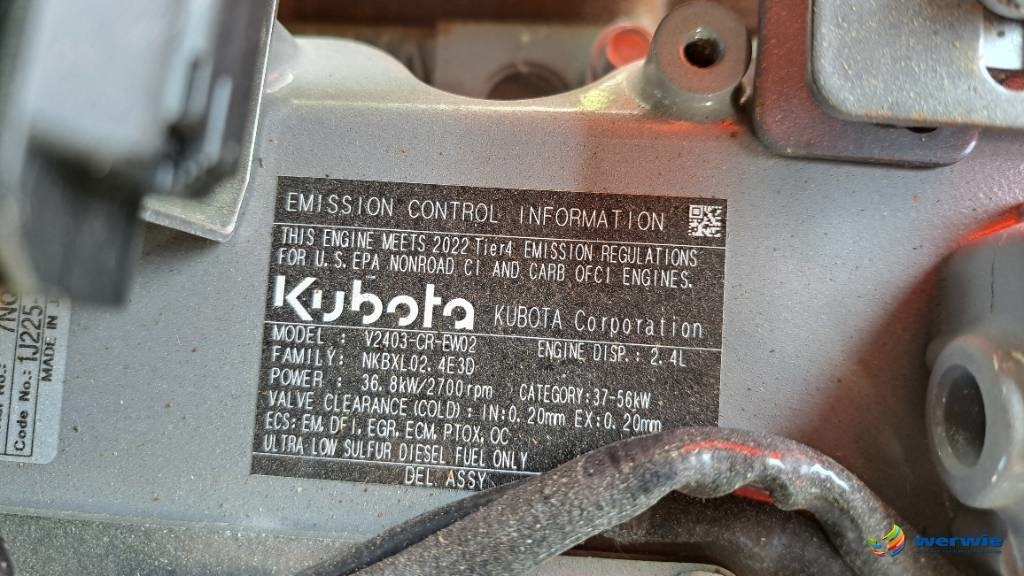 EMISSION CONTROL INFORMATION
THIS ENGINE MEETS 2022 Tier4 EMISSION REGULATIONS
FOR U.S. EPA NONROAD CI AND CARB OFCI ENGINES.
Kubota KUBOTA Corporation
MODEL : V2403-CR-EW02 ENGINE DISP.: 2.4L
FAMILY: NKBXL02.4E3D
POWER : 36.8kW/2700rpm CATEGORY:37-56kW
VALVE CLEARANCE(COLD): IN:0.20mm EX:0.20mm
ECS: EM, DFI, EGR, ECM, PTOX, OC
ULTRA LOW SULFUR DIESEL FUEL ONLY
DEL. ASSY
Code No.: 1J225-
MADE IN
werwie